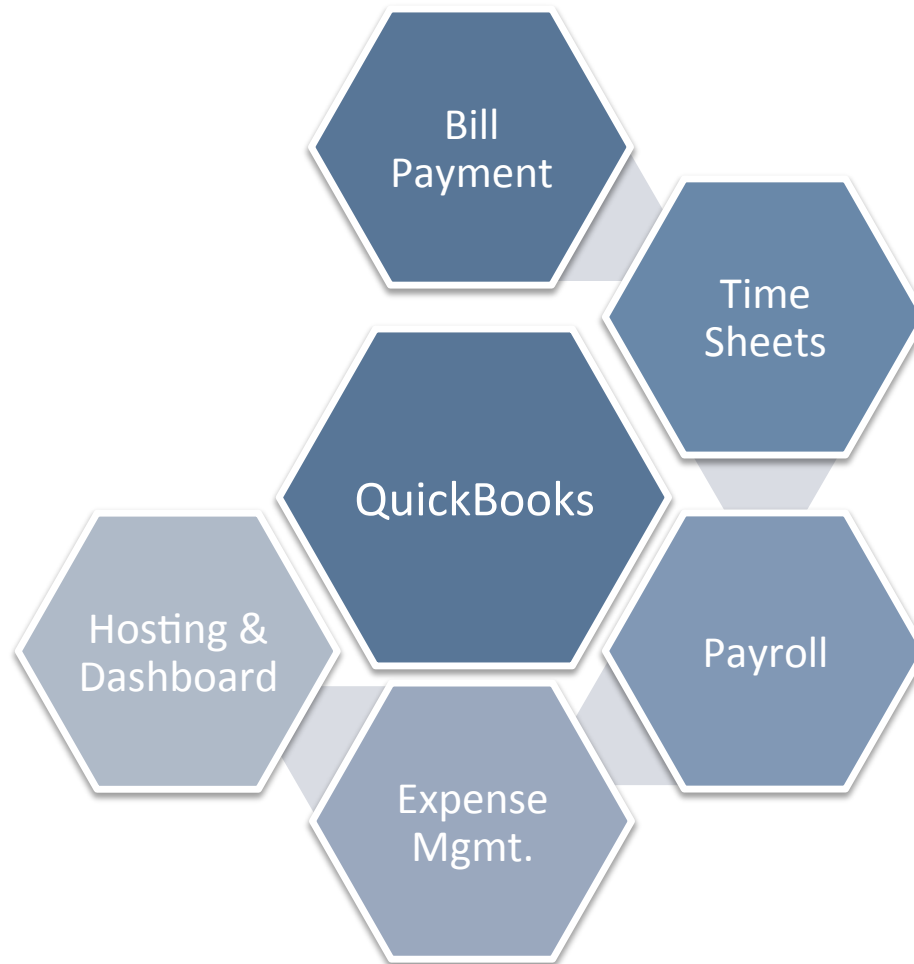 Bill
Payment
Time
Sheets
QuickBooks
Payroll
Hosting &
Dashboard
Expense
Mgmt.